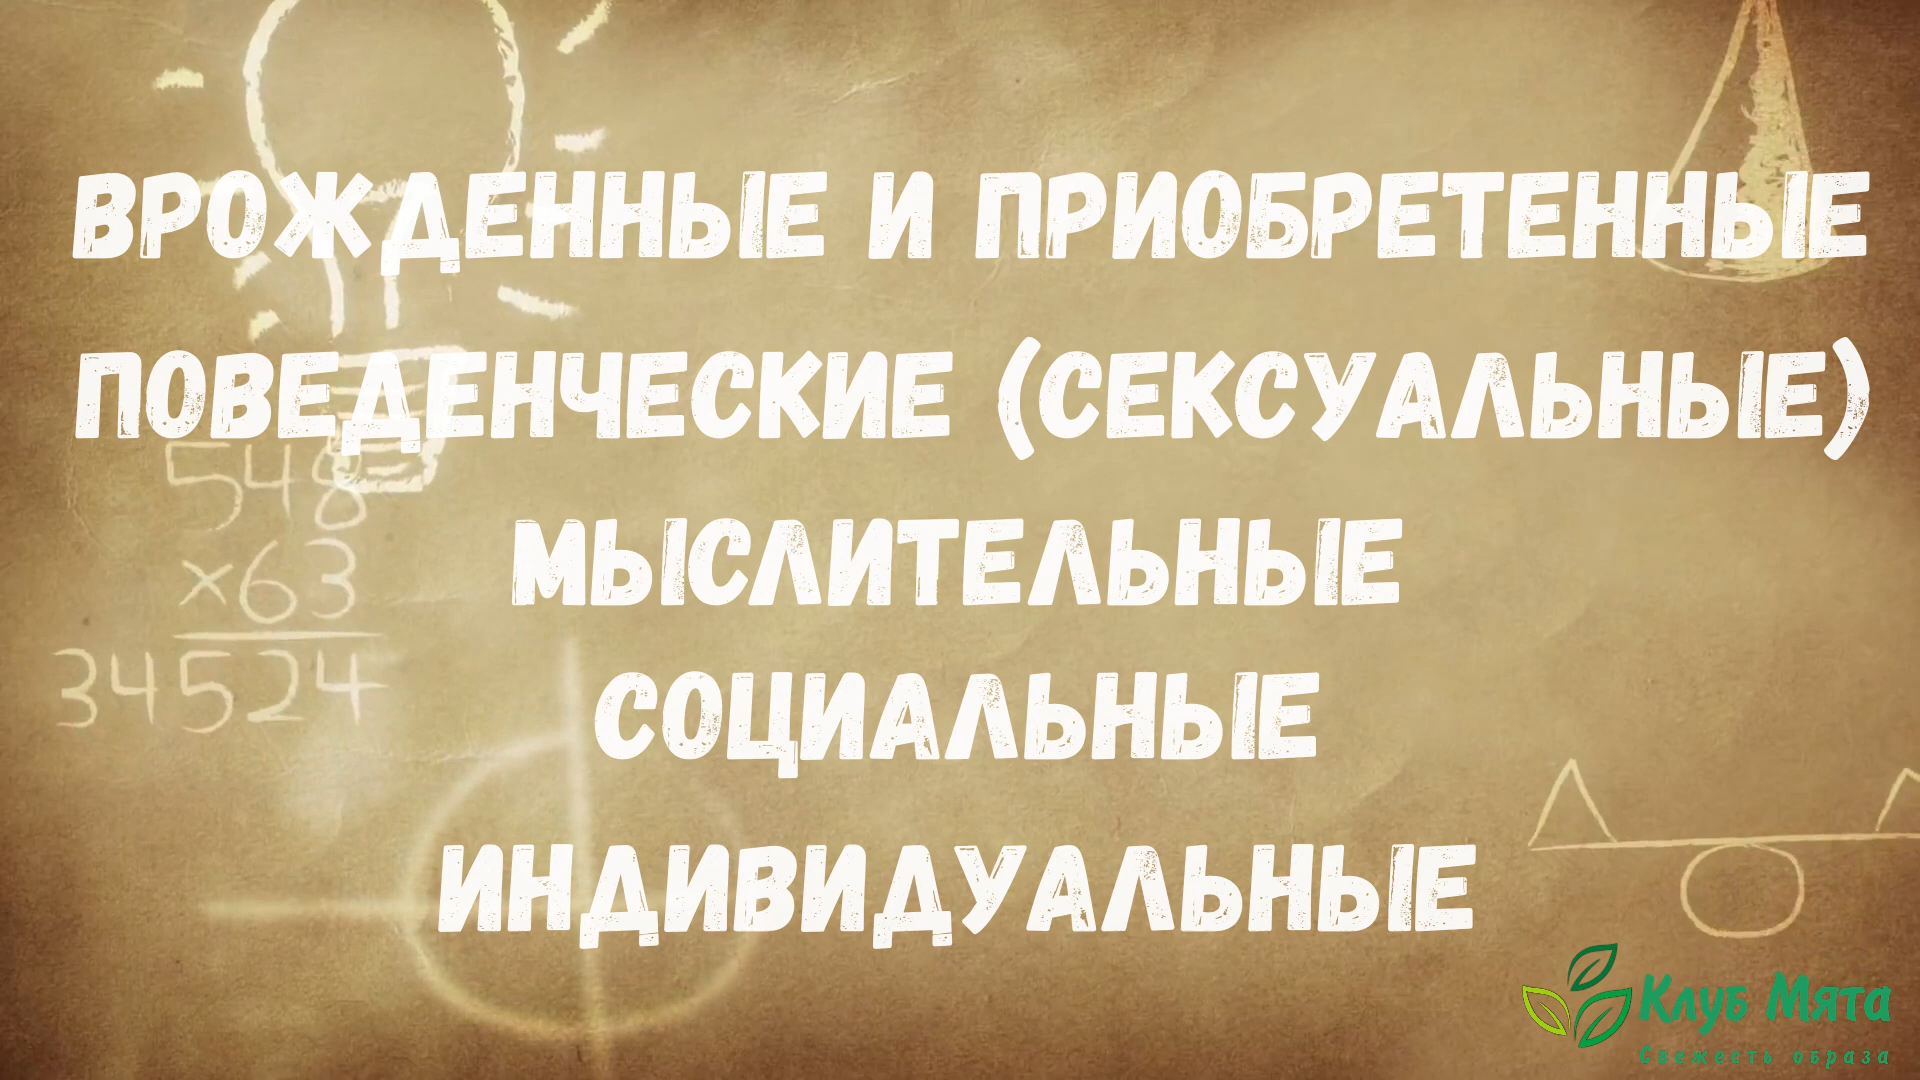 ВРОЖДЕННЫЕ И ПРИОБРЕТЕННЫЕ
ПОВЕДЕНЧЕСКИЕ (СЕКСУАЛЬНЫЕ)
МЫСЛИТЕЛЬНЫЕ
СОЦИАЛЬНЫЕ
ИНДИВИДУАЛЬНЫЕ
548
×63
34524
Клуб Мята
Свежесть образа